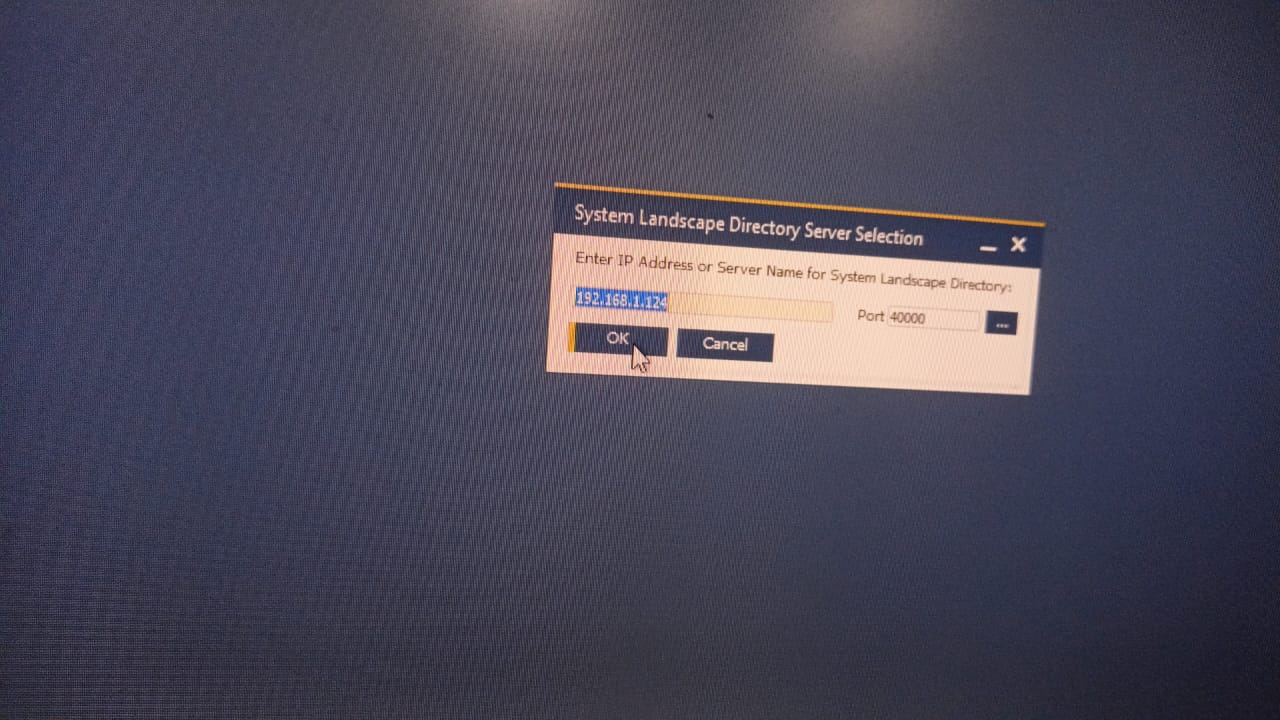 System Landscape Directory Server Selection
Enter IP Address or Server Name for System Landscape Directory:
192.168.1.124 Port 40000 ...
OK Cancel